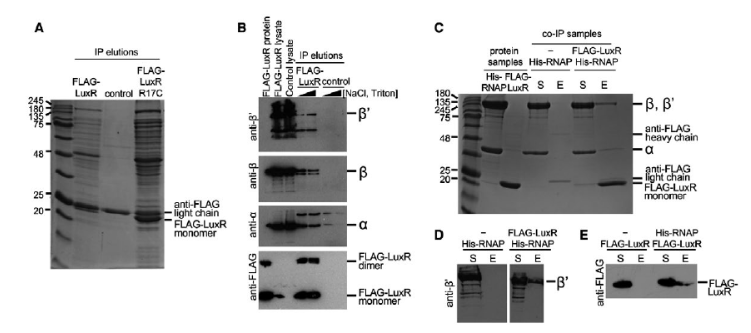 A
IP elutions
FLAG-
LuxR
control
FLAG-
LuxR
R17C
245
180
135
75
48
25
20
anti-FLAG
light chain
FLAG-LuxR
monomer
B
FLAG-LuxR protein
FLAG-LuxR lysate
Control lysate
IP elutions
FLAG-
LuxR
control
[NaCl, Triton]
anti-β'
β'
anti-β
β
anti-α
α
anti-FLAG
FLAG-LuxR
dimer
FLAG-LuxR
monomer
C
co-IP samples
protein
samples
–
His-RNAP
FLAG-LuxR
His-RNAP
His-
RNAP
FLAG-
LuxR
S E S E
180
135
100
75
48
25
20
β, β'
anti-FLAG
heavy chain
α
anti-FLAG
light chain
FLAG-LuxR
monomer
D
–
His-RNAP
FLAG-LuxR
His-RNAP
S E S E
anti-β'
β'
E
–
FLAG-LuxR
His-RNAP
FLAG-LuxR
S E S E
anti-FLAG
FLAG-
LuxR